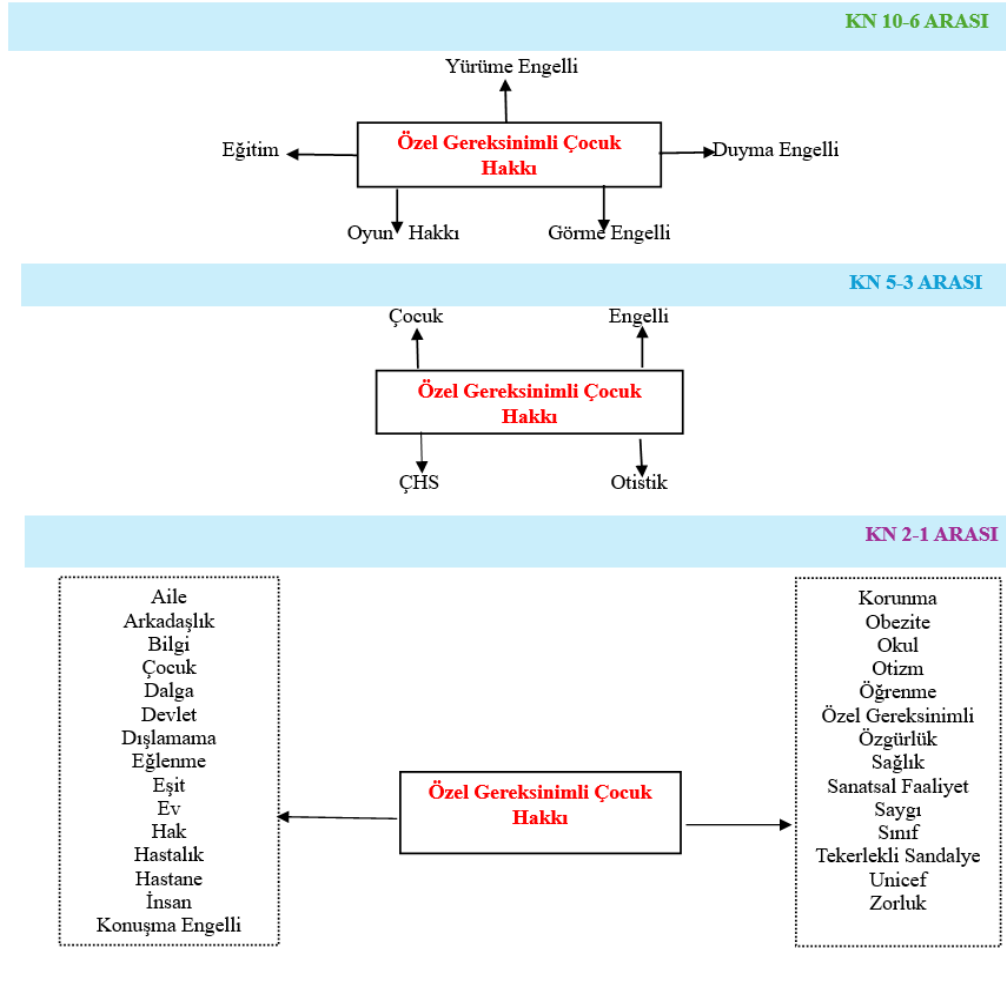 KN 10-6 ARASI
Yürüme Engelli
Özel Gereksinimli Çocuk
Hakkı
Eğitim
Duyma Engelli
Oyun Hakkı
Görme Engelli
KN 5-3 ARASI
Çocuk
Engelli
Özel Gereksinimli Çocuk
Hakkı
ÇHS
Otistik
KN 2-1 ARASI
Aile
Arkadaşlık
Bilgi
Çocuk
Dalga
Devlet
Dışlamama
Eğlenme
Eşit
Ev
Hak
Hastalık
Hastane
İnsan
Konuşma Engelli
Özel Gereksinimli Çocuk
Hakkı
Korunma
Obezite
Okul
Otizm
Öğrenme
Özel Gereksinimli
Özgürlük
Sağlık
Sanatsal Faaliyet
Saygı
Sınıf
Tekerlekli Sandalye
Unicef
Zorluk